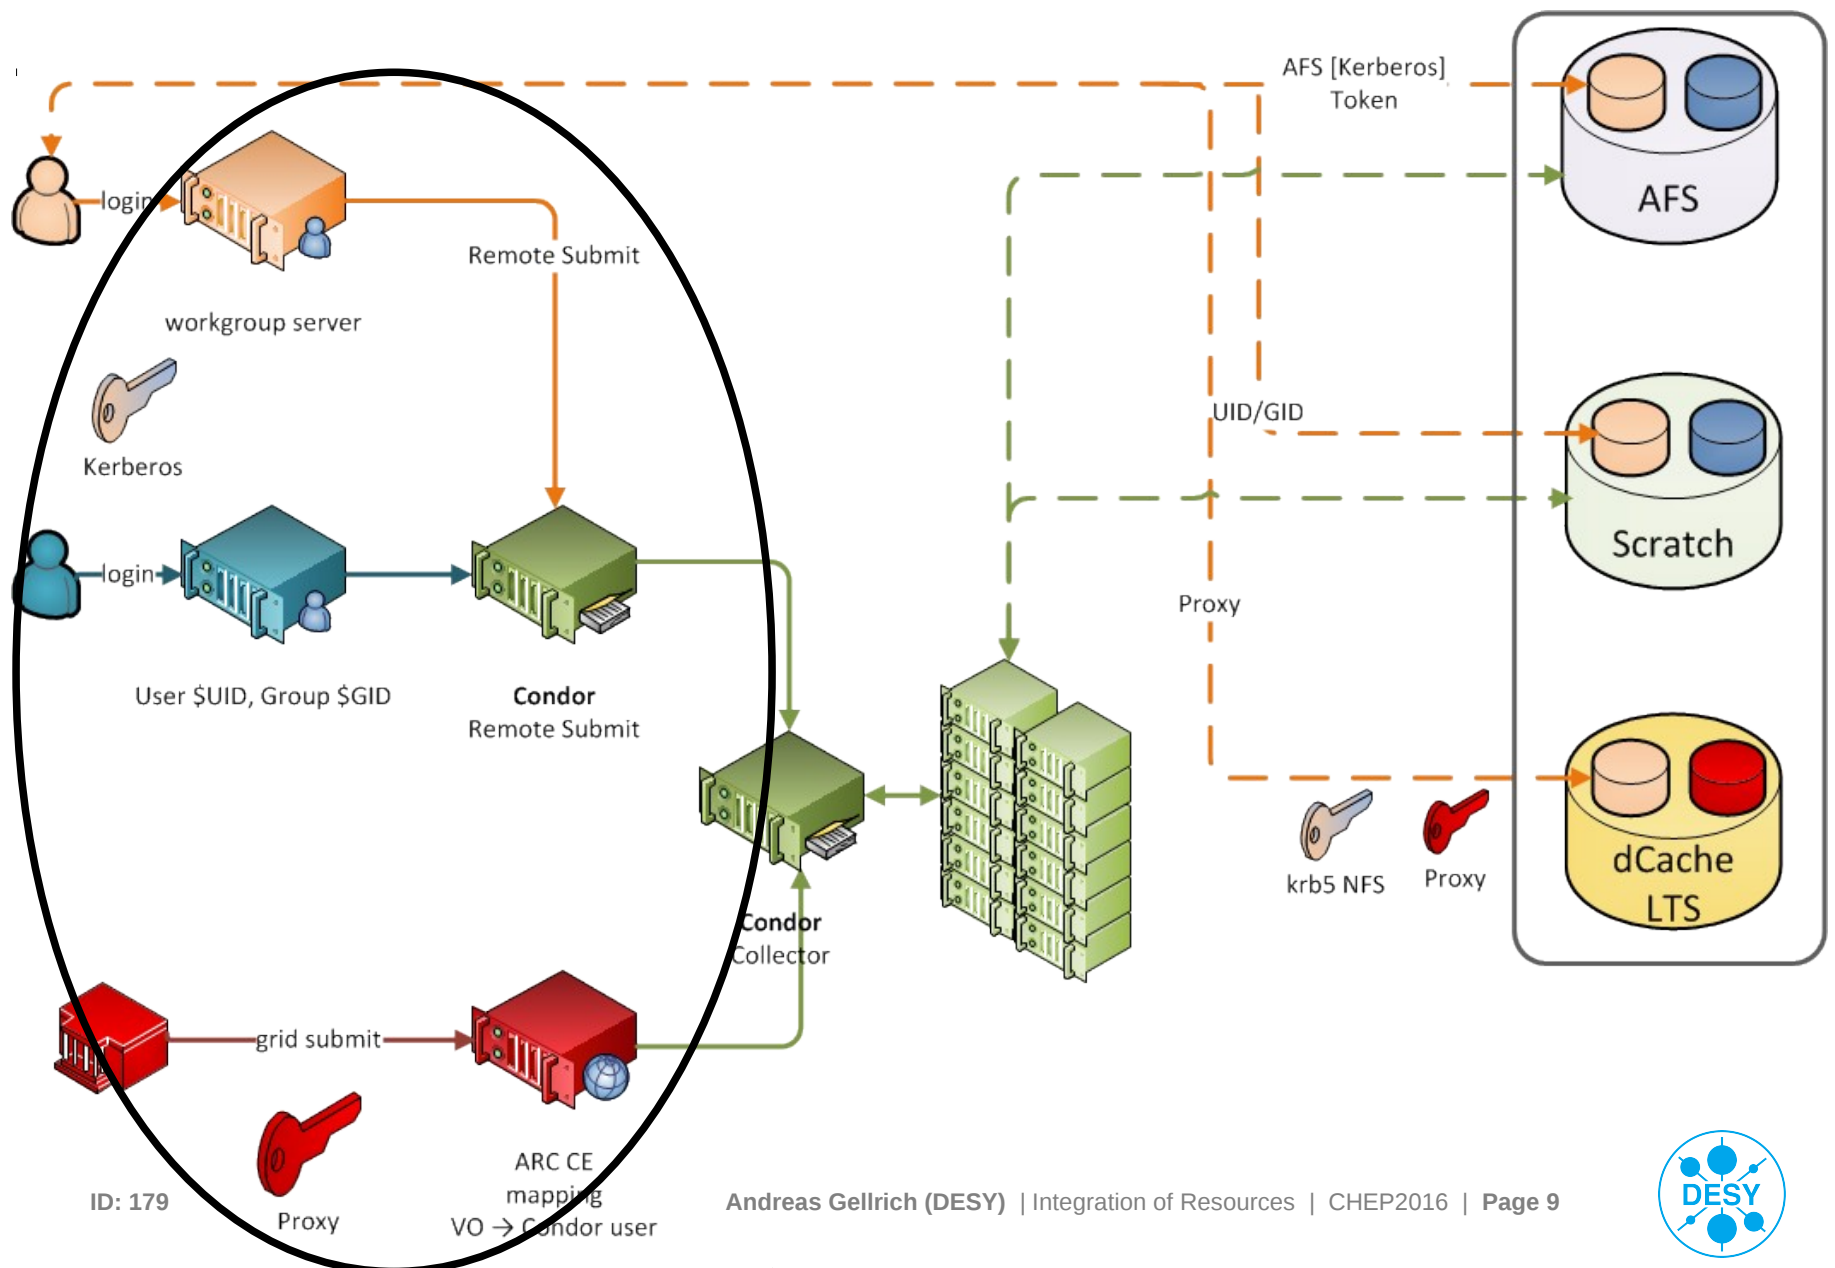 AFS [Kerberos]
Token
AFS
login
Remote Submit
workgroup server
Kerberos
UID/GID
Scratch
login
Proxy
User $UID, Group $GID
Condor
Remote Submit
dCache
LTS
krb5 NFS
Proxy
Condor
Collector
grid submit
ARC CE
mapping
VO → Condor user
Proxy
ID: 179
Andreas Gellrich (DESY) | Integration of Resources | CHEP2016 | Page 9
DESY